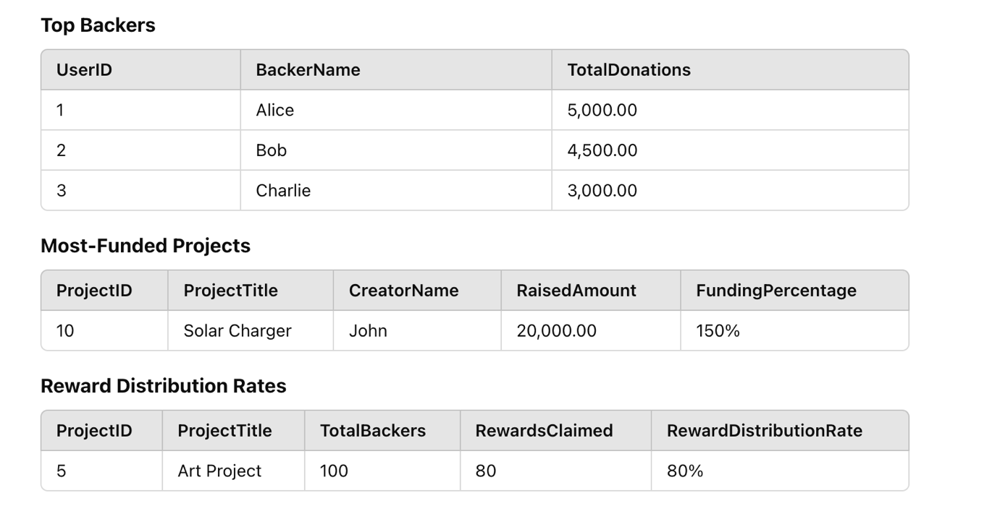 Top Backers
UserID BackerName TotalDonations
1 Alice 5,000.00
2 Bob 4,500.00
3 Charlie 3,000.00
Most-Funded Projects
ProjectID ProjectTitle CreatorName RaisedAmount FundingPercentage
10 Solar Charger John 20,000.00 150%
Reward Distribution Rates
ProjectID ProjectTitle TotalBackers RewardsClaimed RewardDistributionRate
5 Art Project 100 80 80%